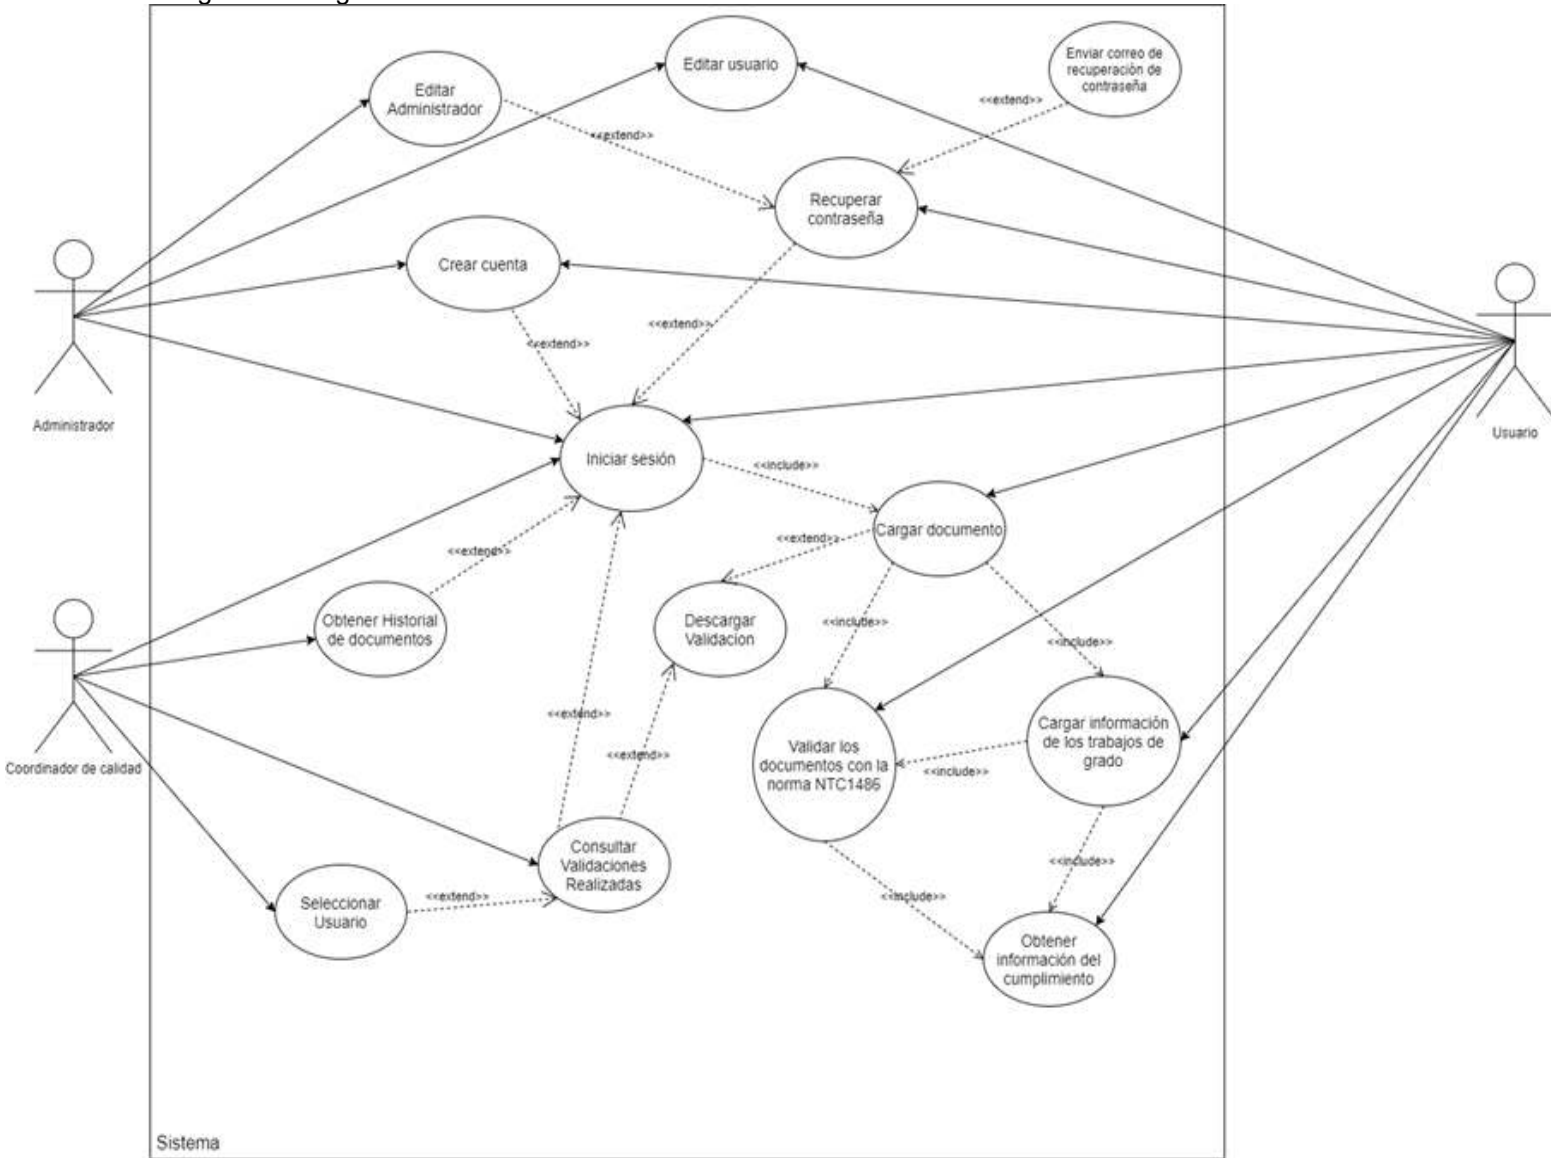 Editar usuario
Enviar correo de
recuperación de
contraseña
Editar
Administrador
<<extend>>
<<extend>>
Recuperar
contraseña
Crear cuenta
<<extend>>
<<extend>>
Administrador
Usuario
Iniciar sesión
<<include>>
Cargar documento
<<extend>>
<<extend>>
Obtener Historial
de documentos
Descargar
Validacion
<<include>>
<<include>>
<<extend>>
Cargar información
de los trabajos de
grado
Validar los
documentos con la
norma NTC1486
<<extend>>
<<include>>
Coordinador de calidad
Consultar
Validaciones
Realizadas
<<include>>
Seleccionar
Usuario
<<extend>>
<<include>>
Obtener
información del
cumplimiento
Sistema